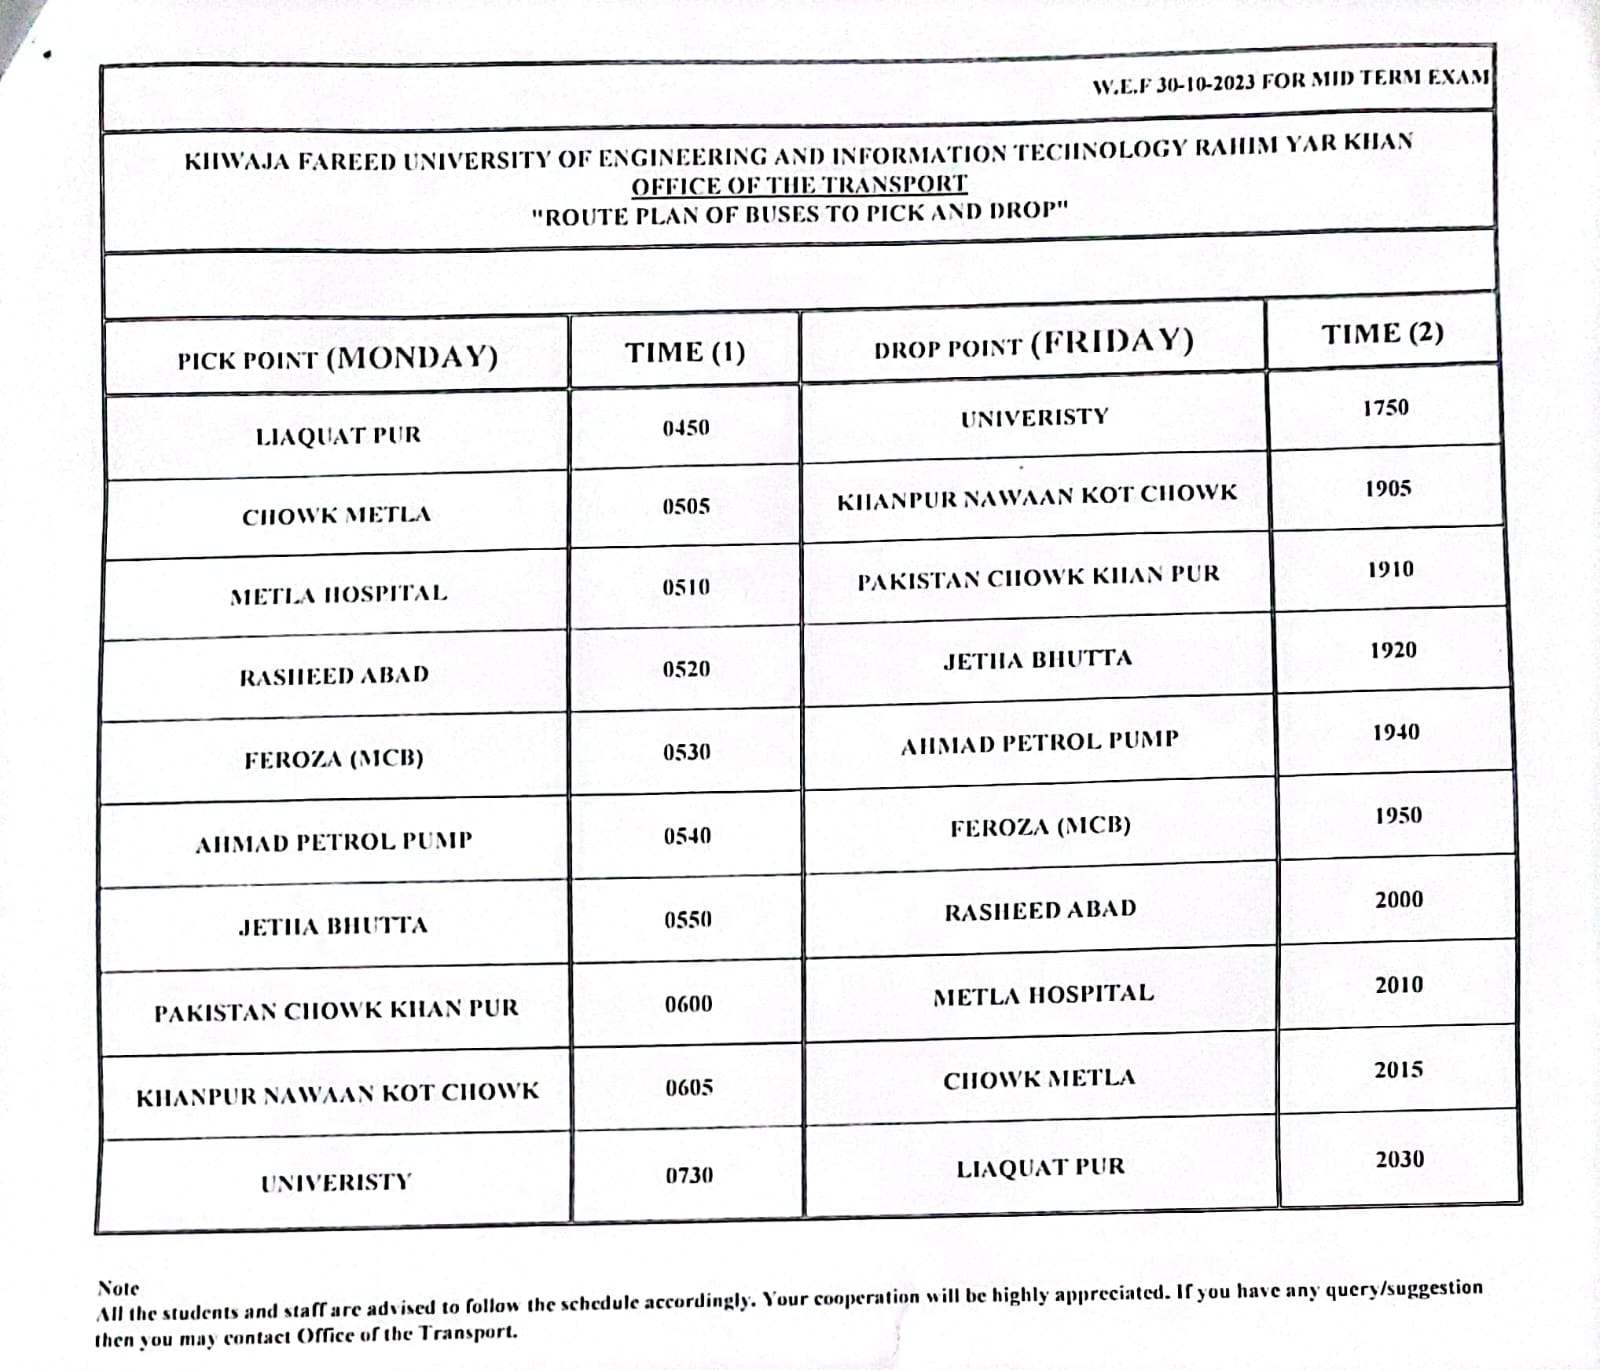 W.E.F 30-10-2023 FOR MID TERM EXAM
KHWAJA FAREED UNIVERSITY OF ENGINEERING AND INFORMATION TECHNOLOGY RAHIM YAR KHAN
OFFICE OF THE TRANSPORT
"ROUTE PLAN OF BUSES TO PICK AND DROP"
PICK POINT (MONDAY) TIME (1) DROP POINT (FRIDAY) TIME (2)
LIAQUAT PUR 0450 UNIVERISTY 1750
CHOWK METLA 0505 KHANPUR NAWAAN KOT CHOWK 1905
METLA HOSPITAL 0510 PAKISTAN CHOWK KHAN PUR 1910
RASHEED ABAD 0520 JETHA BHUTTA 1920
FEROZA (MCB) 0530 AHMAD PETROL PUMP 1940
AHMAD PETROL PUMP 0540 FEROZA (MCB) 1950
JETHA BHUTTA 0550 RASHEED ABAD 2000
PAKISTAN CHOWK KHAN PUR 0600 METLA HOSPITAL 2010
KHANPUR NAWAAN KOT CHOWK 0605 CHOWK METLA 2015
UNIVERISTY 0730 LIAQUAT PUR 2030
Note
All the students and staff are advised to follow the schedule accordingly. Your cooperation will be highly appreciated. If you have any query/suggestion
then you may contact Office of the Transport.